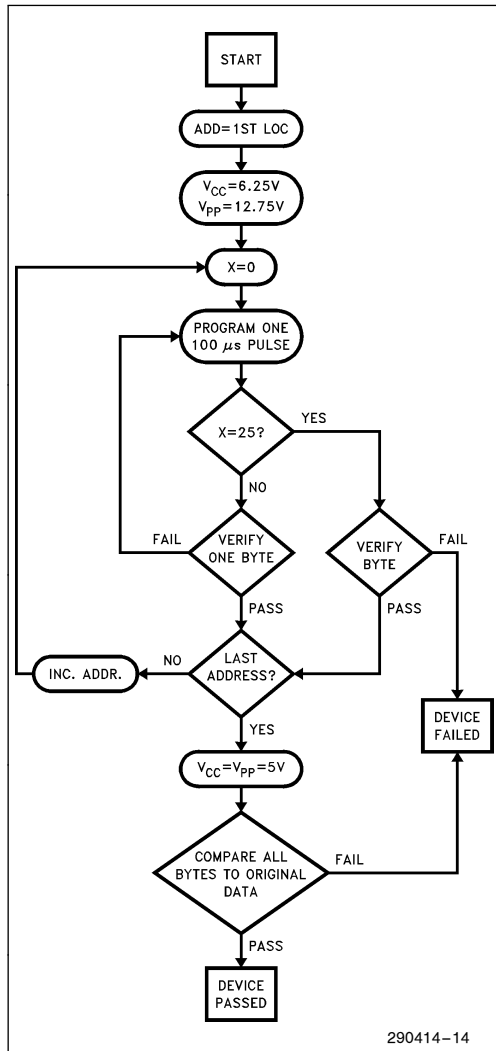 START
ADD=1ST LOC
V_CC=6.25V
V_PP=12.75V
X=0
PROGRAM ONE
100 μs PULSE
X=25?
YES
NO
FAIL
VERIFY
ONE BYTE
VERIFY
BYTE
FAIL
PASS
PASS
INC. ADDR.
NO
LAST
ADDRESS?
YES
DEVICE
FAILED
V_CC=V_PP=5V
COMPARE ALL
BYTES TO ORIGINAL
DATA
FAIL
PASS
DEVICE
PASSED
290414-14